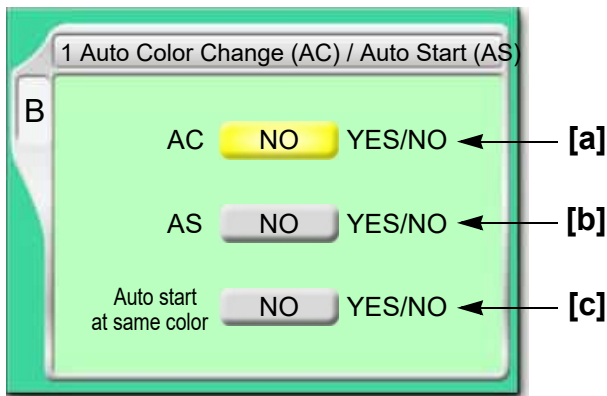 1 Auto Color Change (AC) / Auto Start (AS)
B
AC NO YES/NO [a]
AS NO YES/NO [b]
Auto start
at same color NO YES/NO [c]